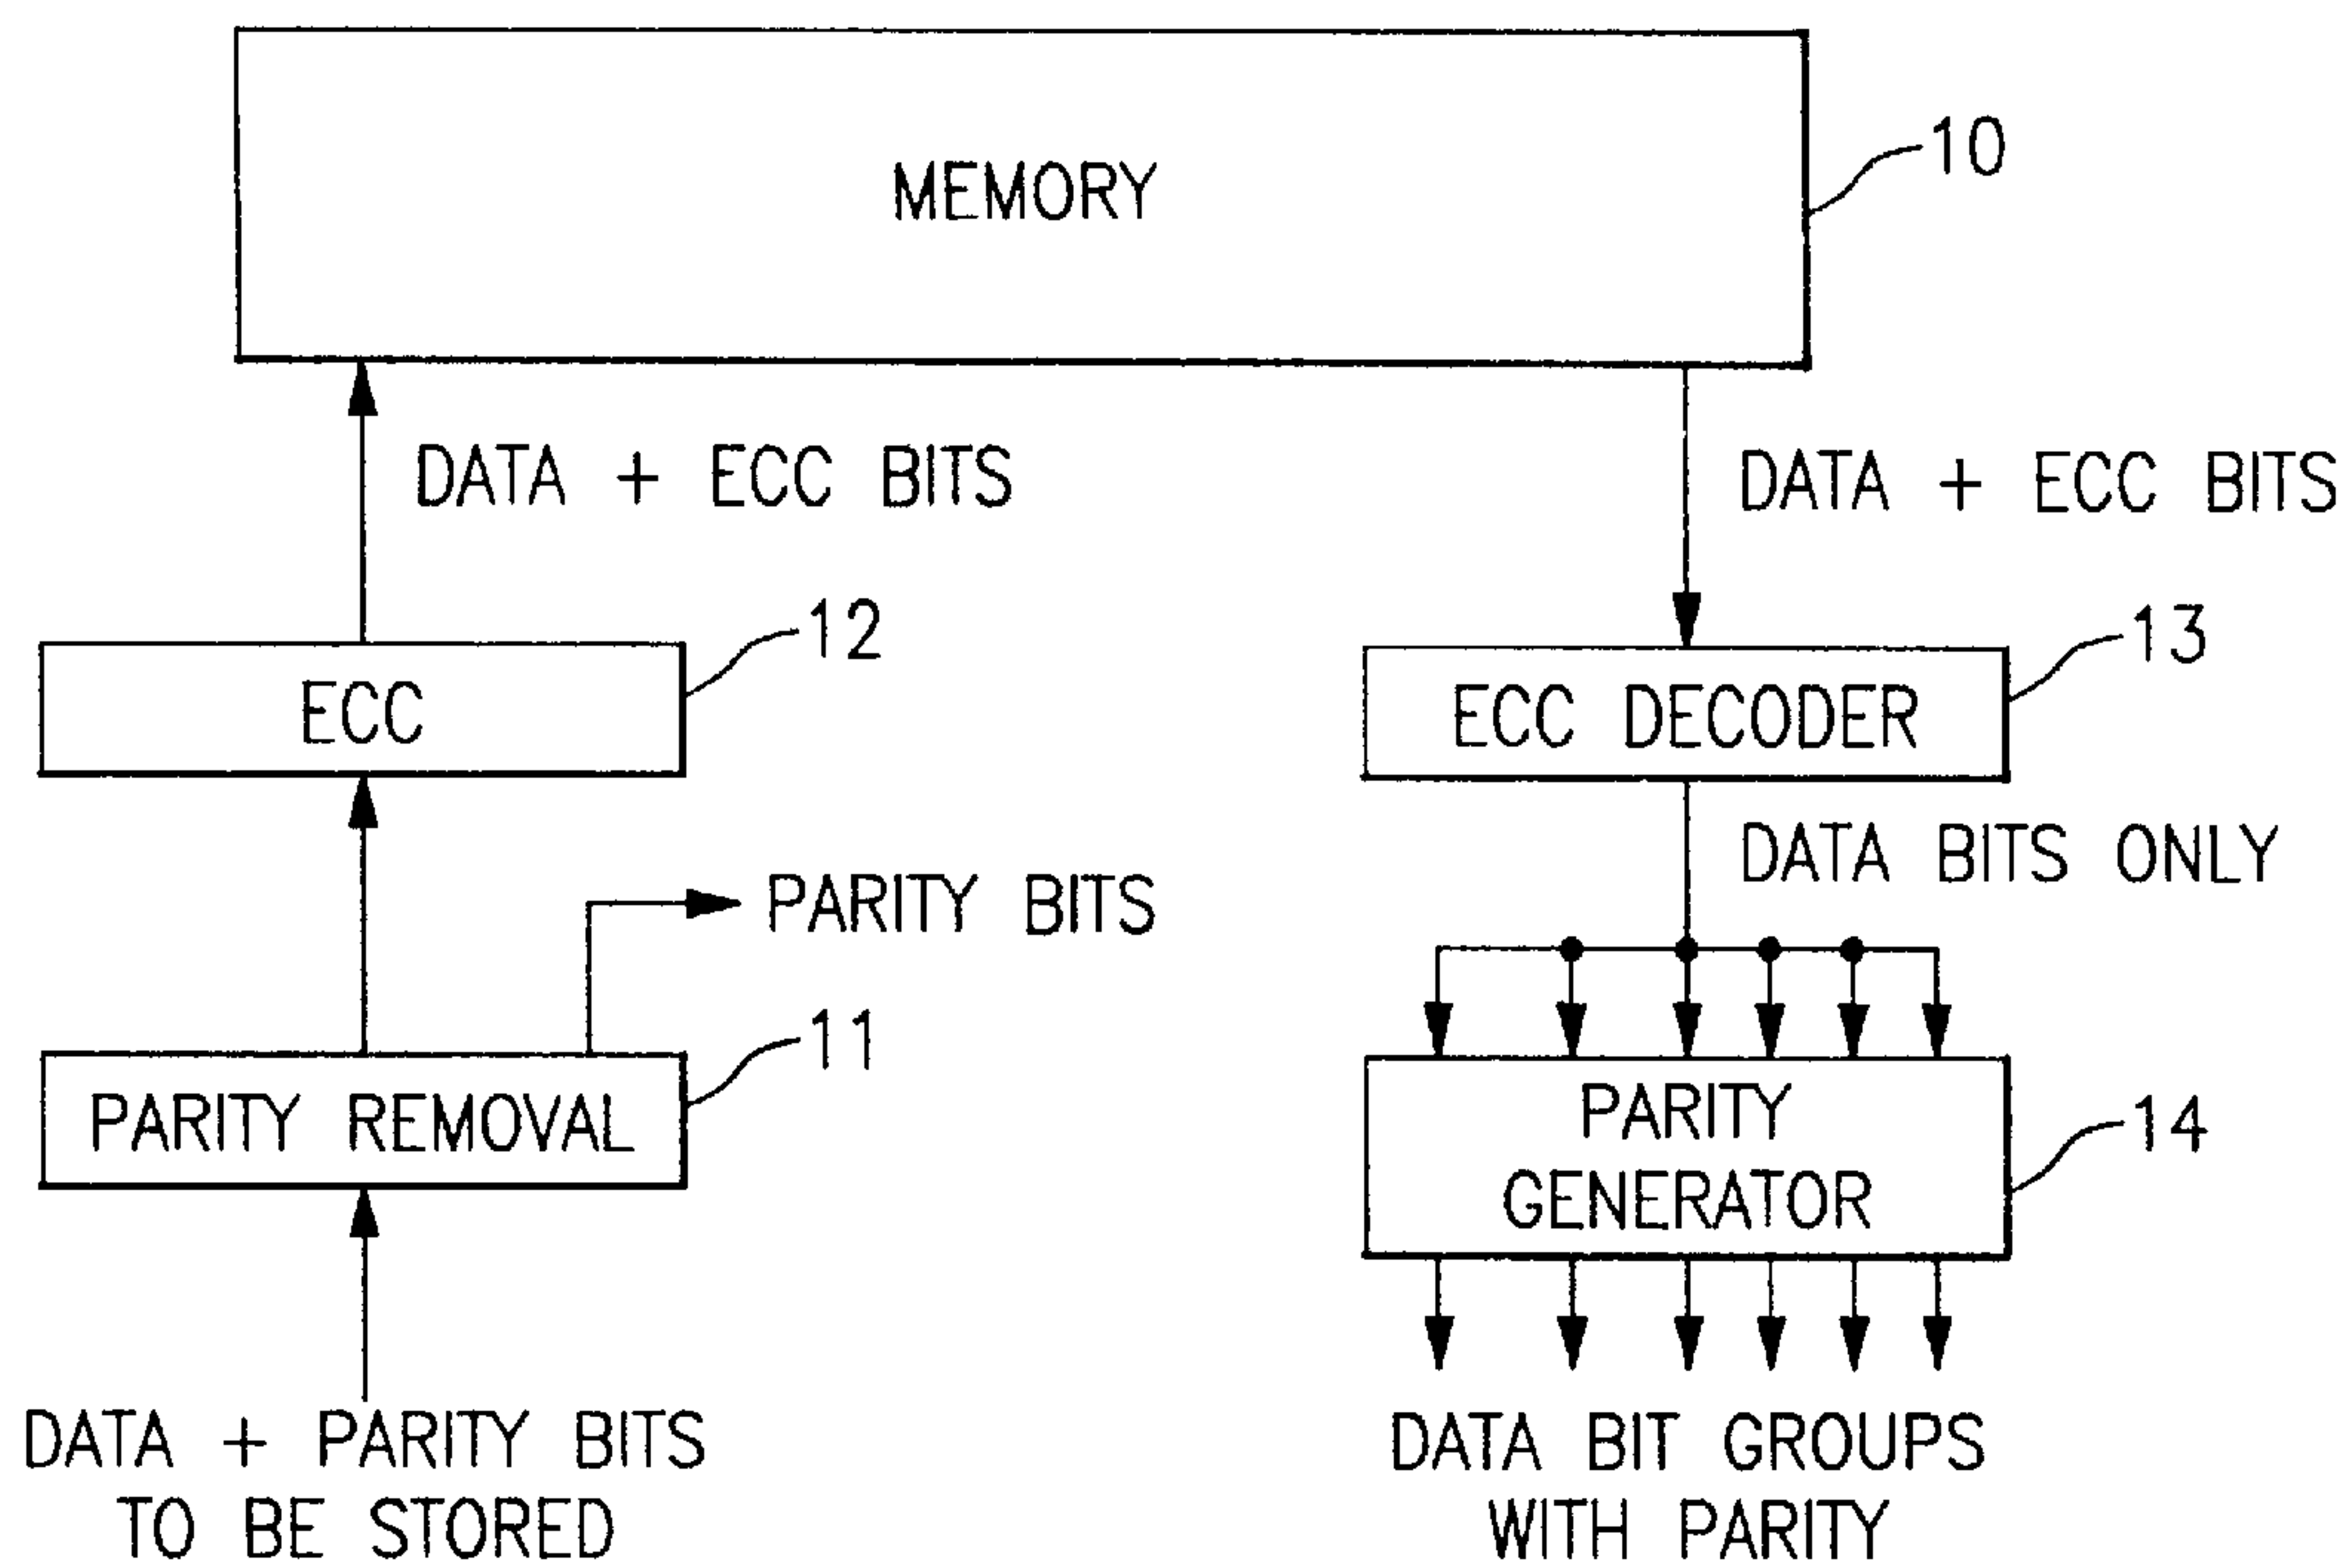 MEMORY
10
DATA + ECC BITS
DATA + ECC BITS
12
13
ECC
ECC DECODER
DATA BITS ONLY
PARITY BITS
11
PARITY REMOVAL
PARITY
GENERATOR
14
DATA + PARITY BITS
TO BE STORED
DATA BIT GROUPS
WITH PARITY